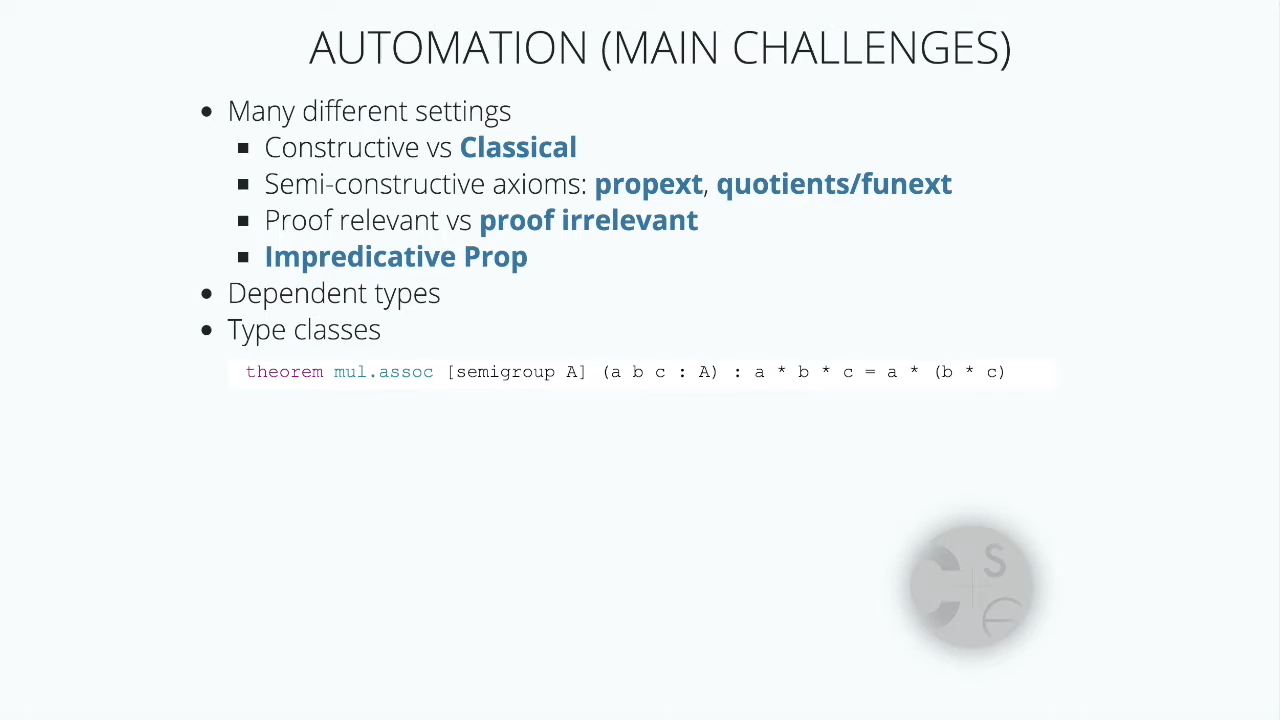 AUTOMATION (MAIN CHALLENGES)
Many different settings
Constructive vs Classical
Semi-constructive axioms: propext, quotients/funext
Proof relevant vs proof irrelevant
Impredicative Prop
Dependent types
Type classes
theorem mul.assoc [semigroup A] (a b c : A) : a * b * c = a * (b * c)